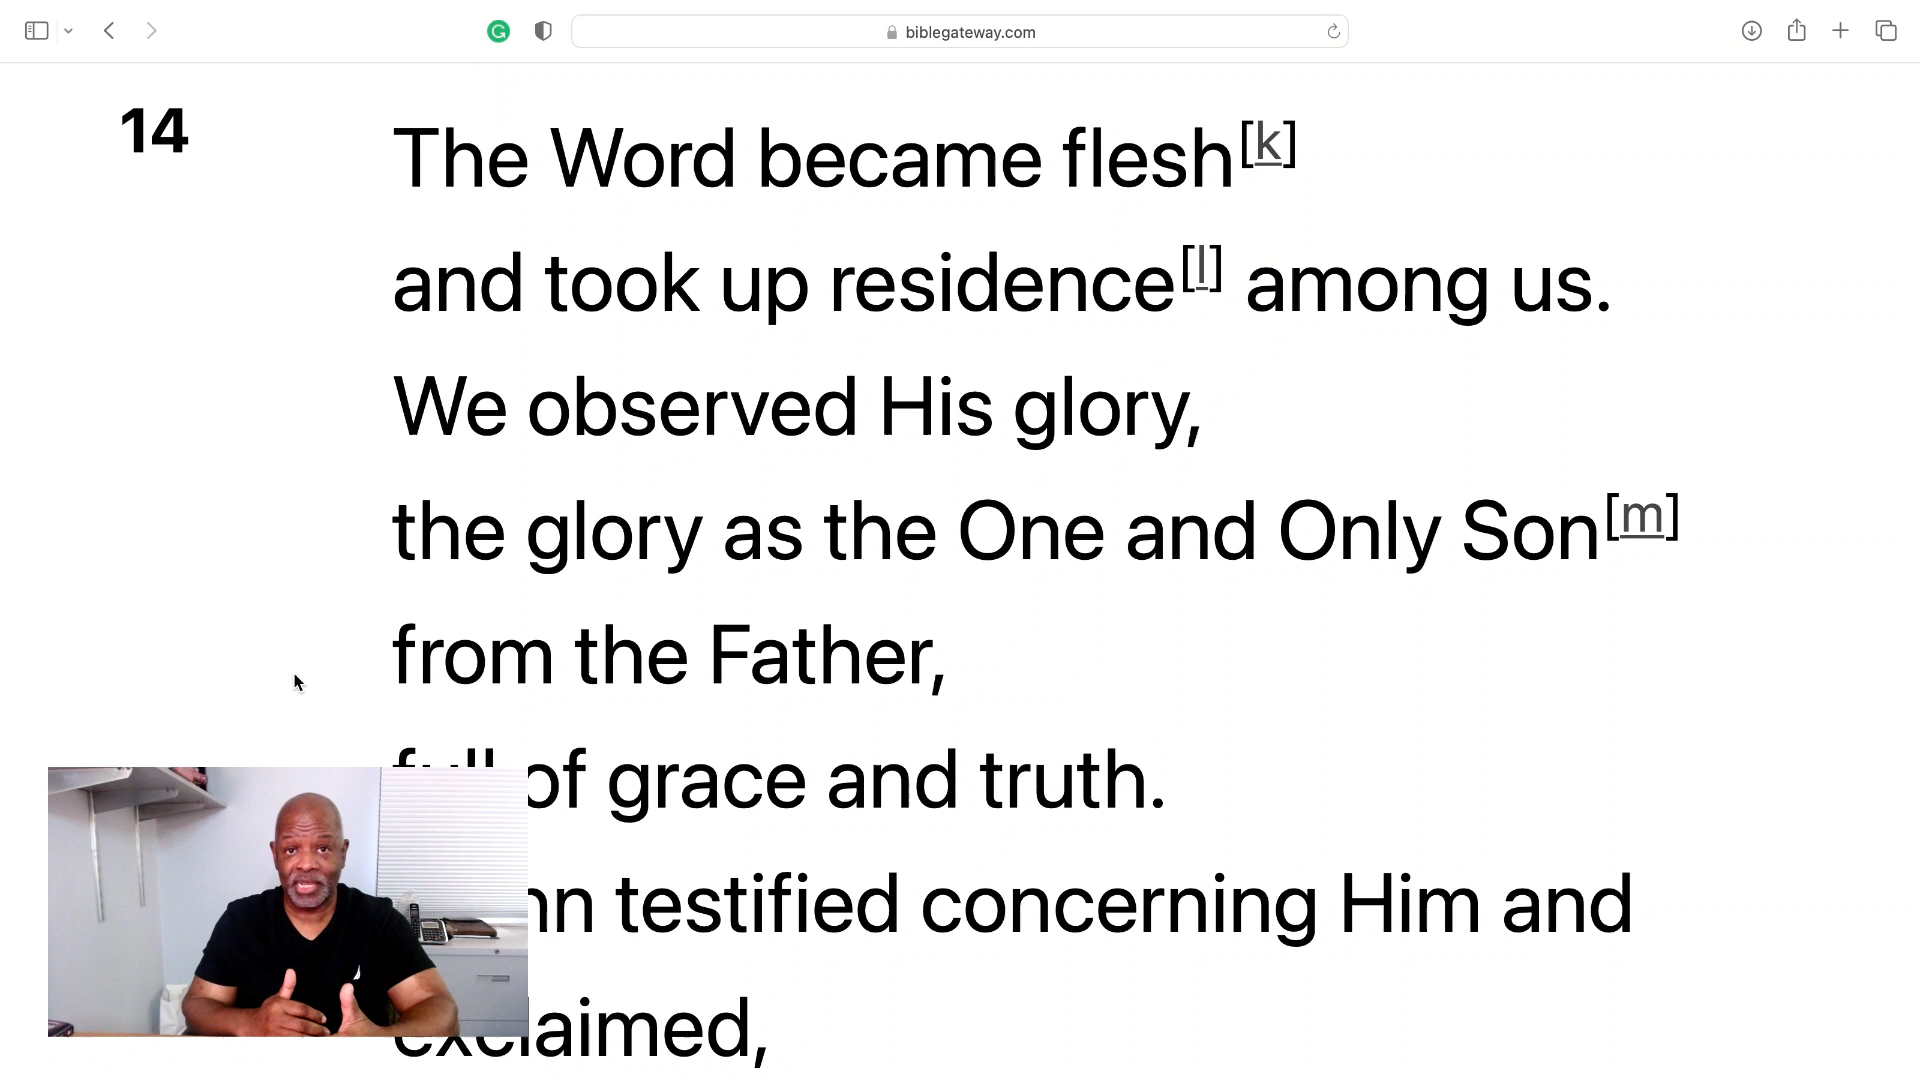 biblegateway.com
14
The Word became flesh[k]
and took up residence[l] among us.
We observed His glory,
the glory as the One and Only Son[m]
from the Father,
of grace and truth.
testified concerning Him and